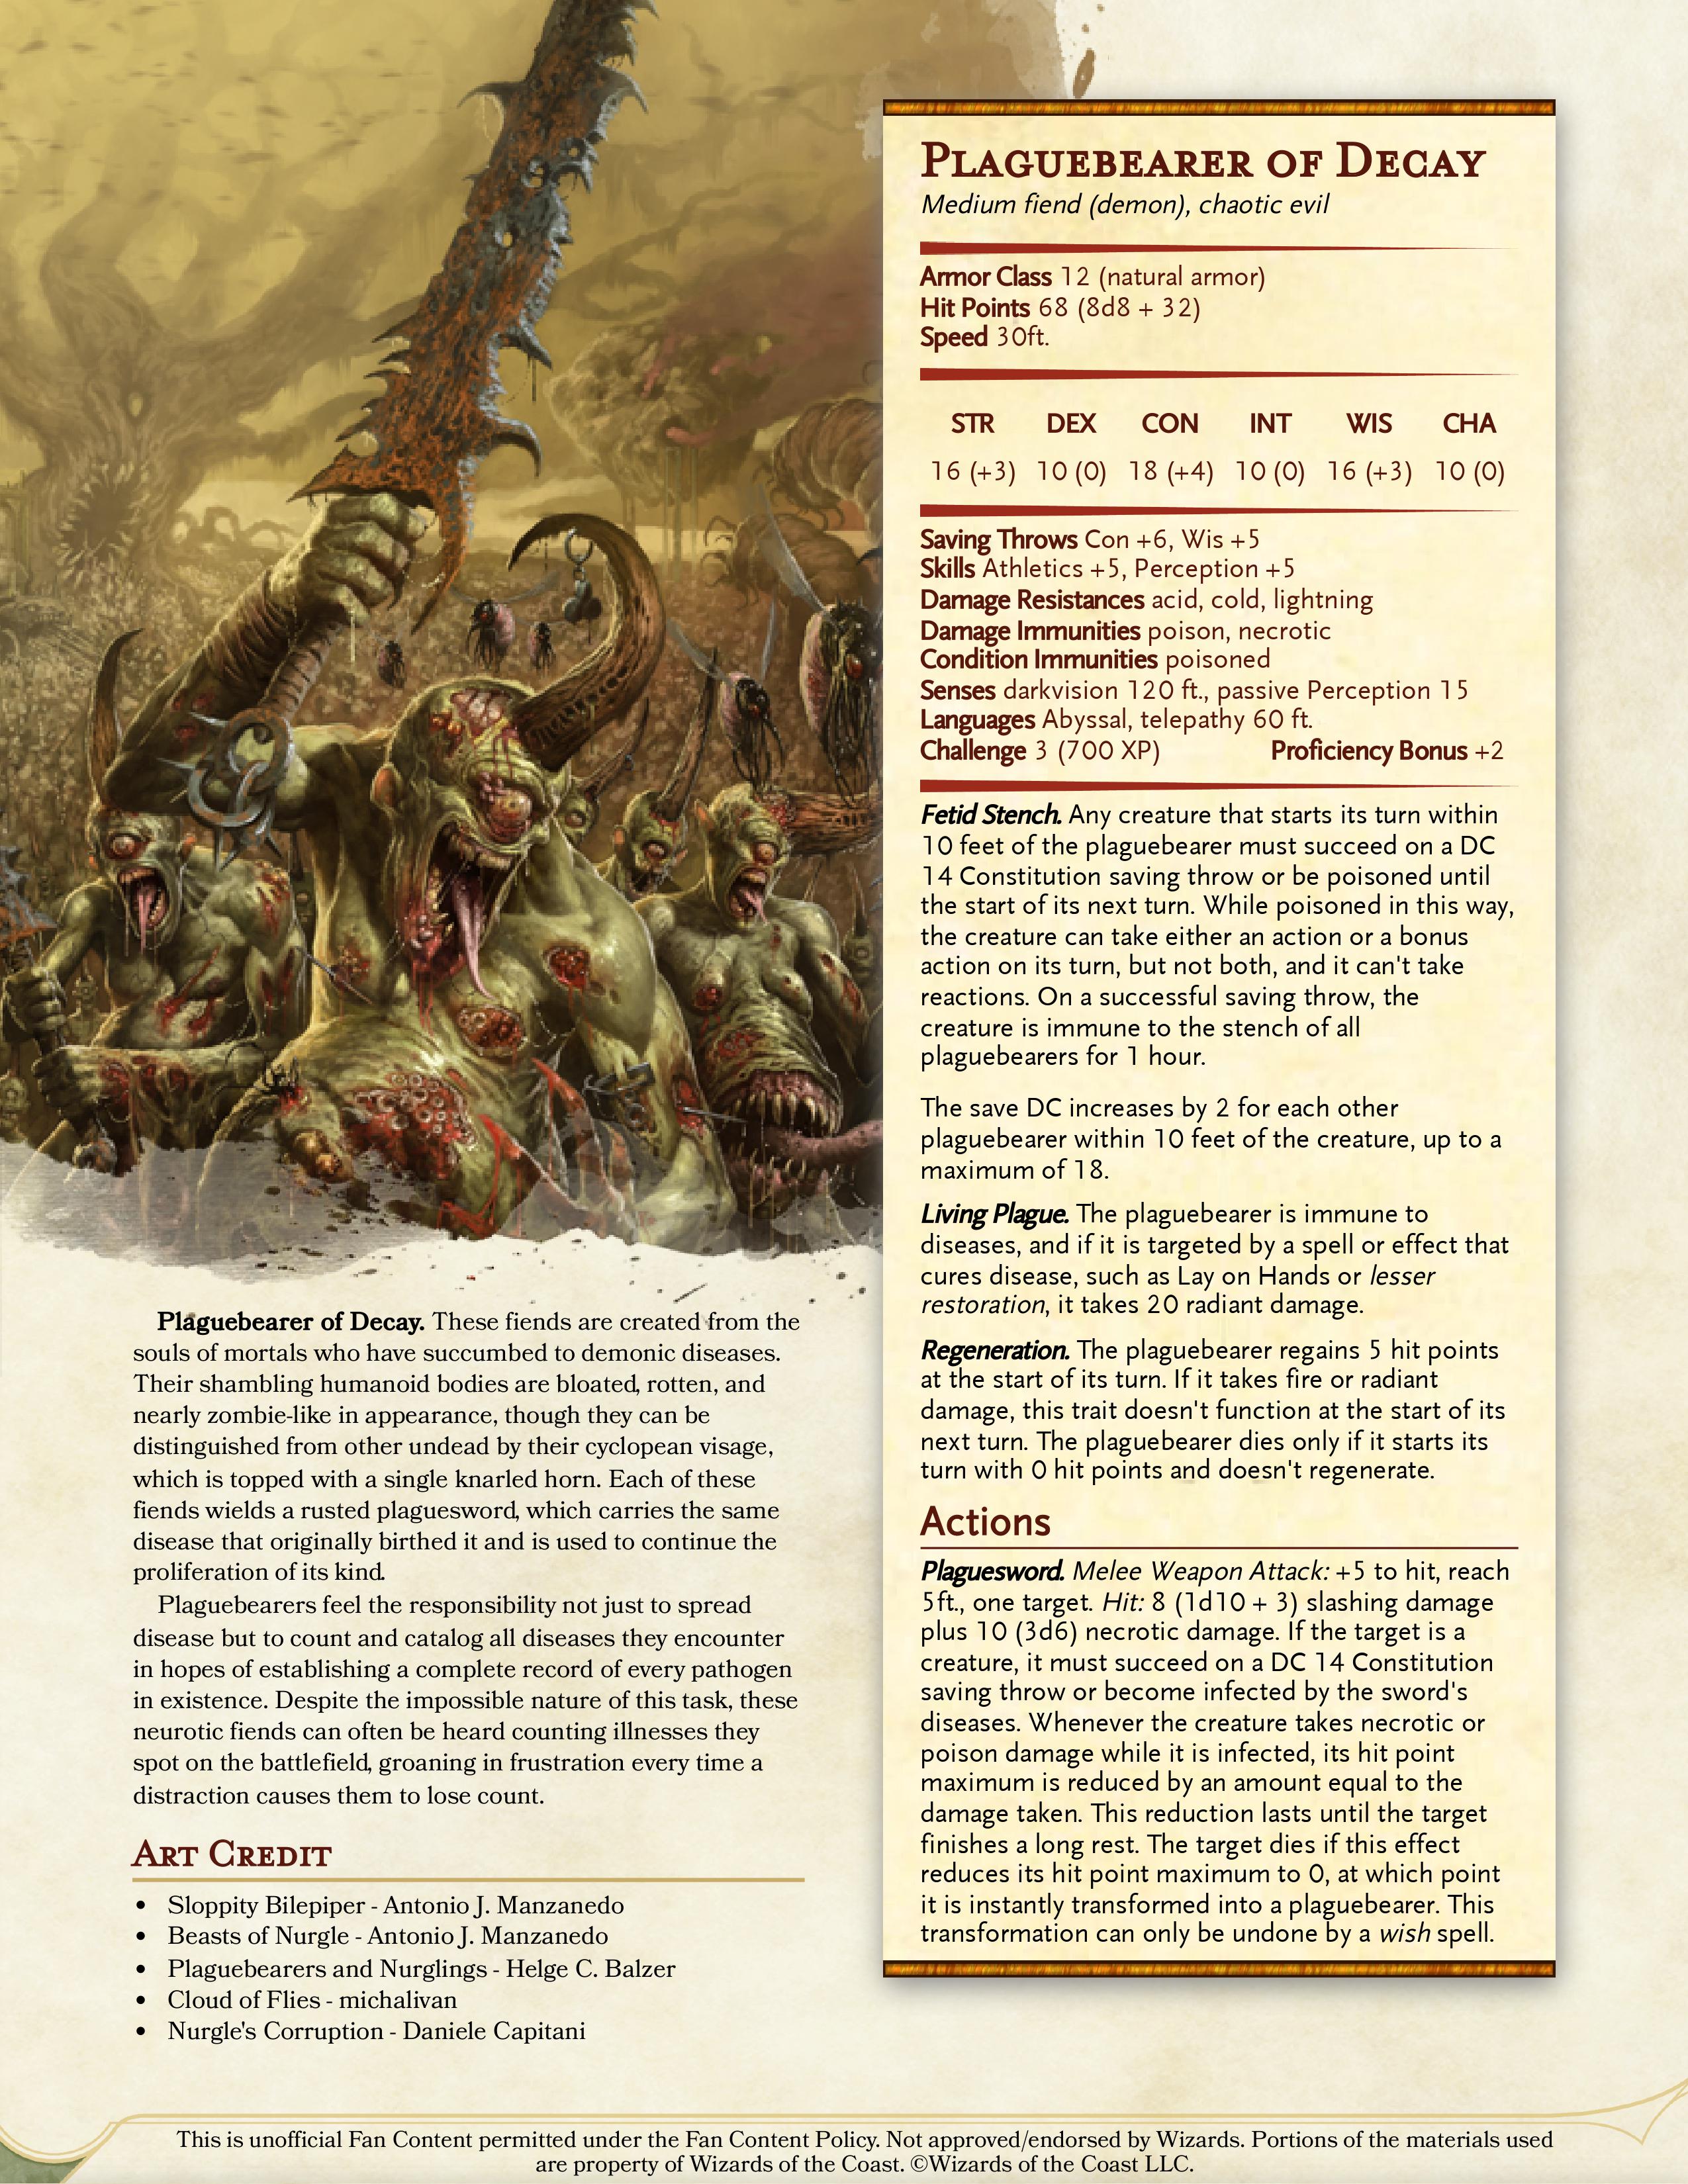 Plaguebearer of Decay
Medium fiend (demon), chaotic evil
Armor Class 12 (natural armor)
Hit Points 68 (8d8 + 32)
Speed 30ft.
STR DEX CON INT WIS CHA
16 (+3) 10 (0) 18 (+4) 10 (0) 16 (+3) 10 (0)
Saving Throws Con +6, Wis +5
Skills Athletics +5, Perception +5
Damage Resistances acid, cold, lightning
Damage Immunities poison, necrotic
Condition Immunities poisoned
Senses darkvision 120 ft., passive Perception 15
Languages Abyssal, telepathy 60 ft.
Challenge 3 (700 XP) Proficiency Bonus +2
Fetid Stench. Any creature that starts its turn within
10 feet of the plaguebearer must succeed on a DC
14 Constitution saving throw or be poisoned until
the start of its next turn. While poisoned in this way,
the creature can take either an action or a bonus
action on its turn, but not both, and it can't take
reactions. On a successful saving throw, the
creature is immune to the stench of all
plaguebearers for 1 hour.
The save DC increases by 2 for each other
plaguebearer within 10 feet of the creature, up to a
maximum of 18.
Living Plague. The plaguebearer is immune to
diseases, and if it is targeted by a spell or effect that
cures disease, such as Lay on Hands or lesser
restoration, it takes 20 radiant damage.
Regeneration. The plaguebearer regains 5 hit points
at the start of its turn. If it takes fire or radiant
damage, this trait doesn't function at the start of its
next turn. The plaguebearer dies only if it starts its
turn with 0 hit points and doesn't regenerate.
Actions
Plaguesword. Melee Weapon Attack: +5 to hit, reach
5ft., one target. Hit: 8 (1d10 + 3) slashing damage
plus 10 (3d6) necrotic damage. If the target is a
creature, it must succeed on a DC 14 Constitution
saving throw or become infected by the sword's
diseases. Whenever the creature takes necrotic or
poison damage while it is infected, its hit point
maximum is reduced by an amount equal to the
damage taken. This reduction lasts until the target
finishes a long rest. The target dies if this effect
reduces its hit point maximum to 0, at which point
it is instantly transformed into a plaguebearer. This
transformation can only be undone by a wish spell.
Plaguebearer of Decay. These fiends are created from the
souls of mortals who have succumbed to demonic diseases.
Their shambling humanoid bodies are bloated, rotten, and
nearly zombie-like in appearance, though they can be
distinguished from other undead by their cyclopean visage,
which is topped with a single knarled horn. Each of these
fiends wields a rusted plaguesword, which carries the same
disease that originally birthed it and is used to continue the
proliferation of its kind.
Plaguebearers feel the responsibility not just to spread
disease but to count and catalog all diseases they encounter
in hopes of establishing a complete record of every pathogen
in existence. Despite the impossible nature of this task, these
neurotic fiends can often be heard counting illnesses they
spot on the battlefield, groaning in frustration every time a
distraction causes them to lose count.
Art Credit
• Sloppity Bilepiper - Antonio J. Manzanedo
• Beasts of Nurgle - Antonio J. Manzanedo
• Plaguebearers and Nurglings - Helge C. Balzer
• Cloud of Flies - michalivan
• Nurgle's Corruption - Daniele Capitani
This is unofficial Fan Content permitted under the Fan Content Policy. Not approved/endorsed by Wizards. Portions of the materials used
are property of Wizards of the Coast. ©Wizards of the Coast LLC.